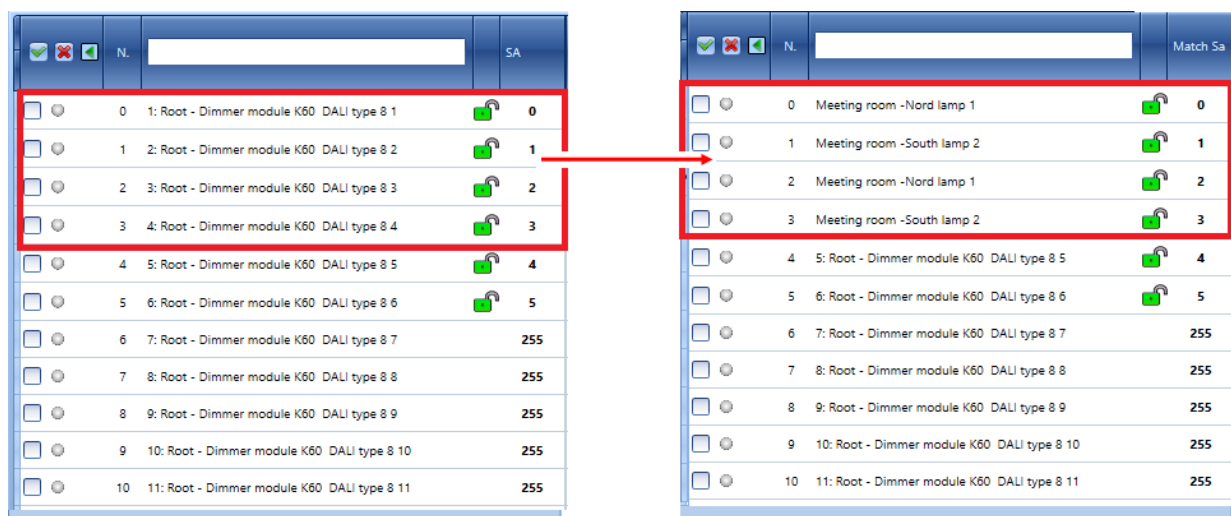 N. SA
0 1: Root - Dimmer module K60 DALI type 8 1 0
1 2: Root - Dimmer module K60 DALI type 8 2 1
2 3: Root - Dimmer module K60 DALI type 8 3 2
3 4: Root - Dimmer module K60 DALI type 8 4 3
4 5: Root - Dimmer module K60 DALI type 8 5 4
5 6: Root - Dimmer module K60 DALI type 8 6 5
6 7: Root - Dimmer module K60 DALI type 8 7 255
7 8: Root - Dimmer module K60 DALI type 8 8 255
8 9: Root - Dimmer module K60 DALI type 8 9 255
9 10: Root - Dimmer module K60 DALI type 8 10 255
10 11: Root - Dimmer module K60 DALI type 8 11 255
N. Match Sa
0 Meeting room -Nord lamp 1 0
1 Meeting room -South lamp 2 1
2 Meeting room -Nord lamp 1 2
3 Meeting room -South lamp 2 3
4 5: Root - Dimmer module K60 DALI type 8 5 4
5 6: Root - Dimmer module K60 DALI type 8 6 5
6 7: Root - Dimmer module K60 DALI type 8 7 255
7 8: Root - Dimmer module K60 DALI type 8 8 255
8 9: Root - Dimmer module K60 DALI type 8 9 255
9 10: Root - Dimmer module K60 DALI type 8 10 255
10 11: Root - Dimmer module K60 DALI type 8 11 255